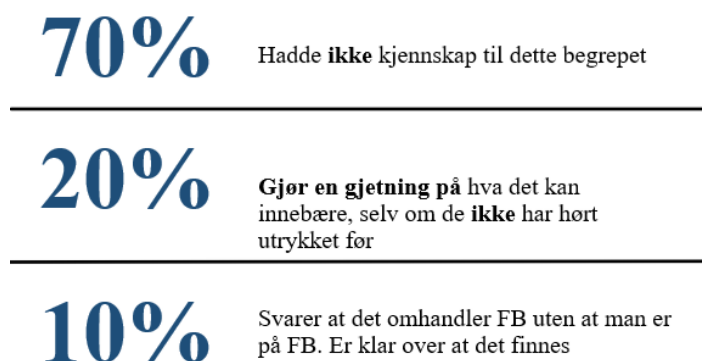 70%
Hadde ikke kjennskap til dette begrepet
20%
Gjør en gjetning på hva det kan
innebære, selv om de ikke har hørt
utrykket før
10%
Svarer at det omhandler FB uten at man er
på FB. Er klar over at det finnes